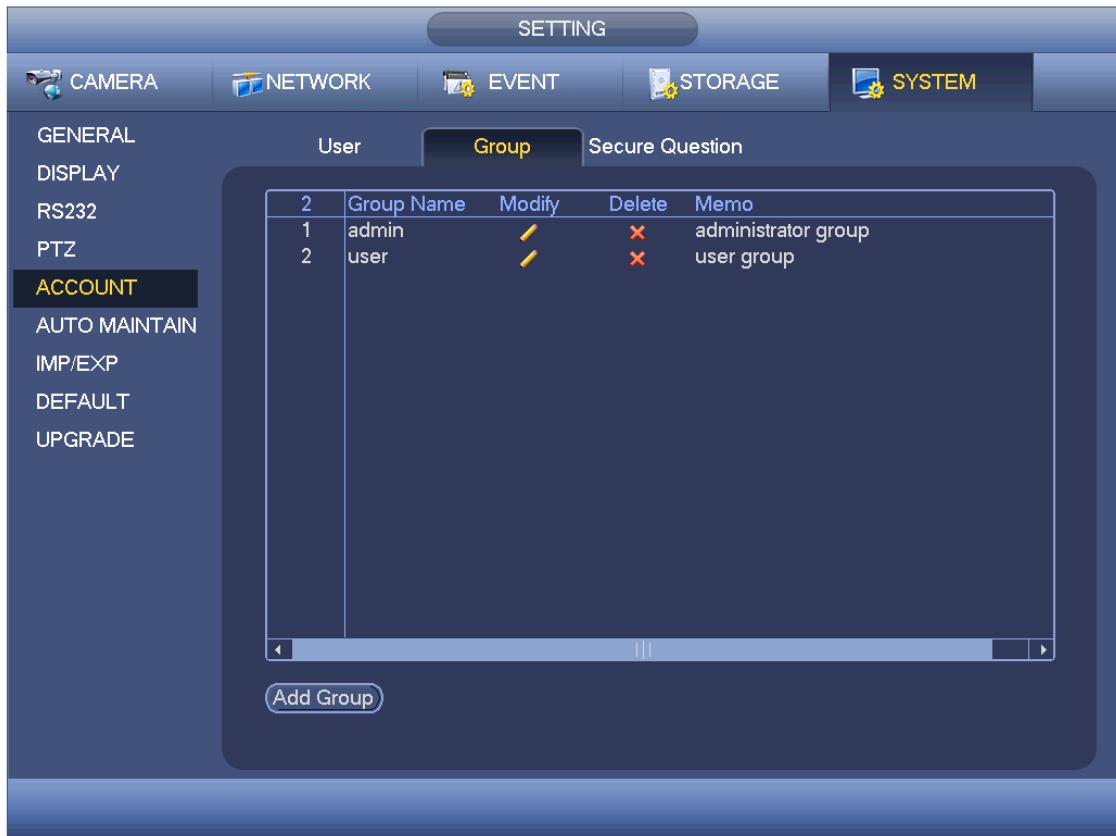 SETTING
CAMERA NETWORK EVENT STORAGE SYSTEM
GENERAL
DISPLAY
RS232
PTZ
ACCOUNT
AUTO MAINTAIN
IMP/EXP
DEFAULT
UPGRADE
User Group Secure Question
2 Group Name Modify Delete Memo
1 admin administrator group
2 user user group
Add Group